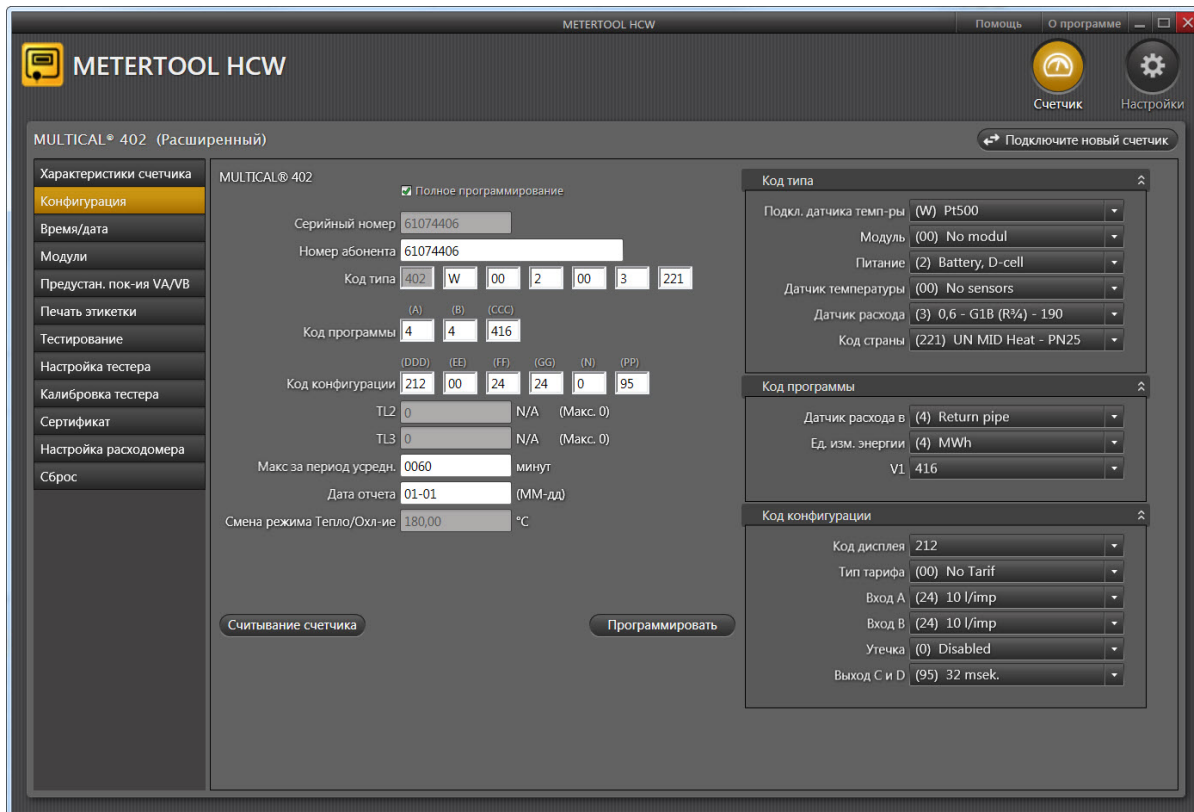 METERTOOL HCW
Помощь
О программе
METERTOOL HCW
Счетчик
Настройки
MULTICAL® 402 (Расширенный)
Подключите новый счетчик
Характеристики счетчика
Конфигурация
Время/дата
Модули
Предустан. пок-ия VA/VB
Печать этикетки
Тестирование
Настройка тестера
Калибровка тестера
Сертификат
Настройка расходомера
Сброс
MULTICAL® 402
Полное программирование
Серийный номер 61074406
Номер абонента 61074406
Код типа 402 W 00 2 00 3 221
(A) (B) (CCC)
Код программы 4 4 416
(DDD) (EE) (FF) (GG) (N) (PP)
Код конфигурации 212 00 24 24 0 95
TL2 0 N/A (Макс. 0)
TL3 0 N/A (Макс. 0)
Макс за период усредн. 0060 минут
Дата отчета 01-01 (ММ-дд)
Смена режима Тепло/Охл-ие 180,00 °C
Считывание счетчика
Программировать
Код типа
Подкл. датчика темп-ры (W) Pt500
Модуль (00) No modul
Питание (2) Battery, D-cell
Датчик температуры (00) No sensors
Датчик расхода (3) 0,6 - G1B (R¾) - 190
Код страны (221) UN MID Heat - PN25
Код программы
Датчик расхода в (4) Return pipe
Ед. изм. энергии (4) MWh
V1 416
Код конфигурации
Код дисплея 212
Тип тарифа (00) No Tarif
Вход A (24) 10 l/imp
Вход B (24) 10 l/imp
Утечка (0) Disabled
Выход C и D (95) 32 msek.